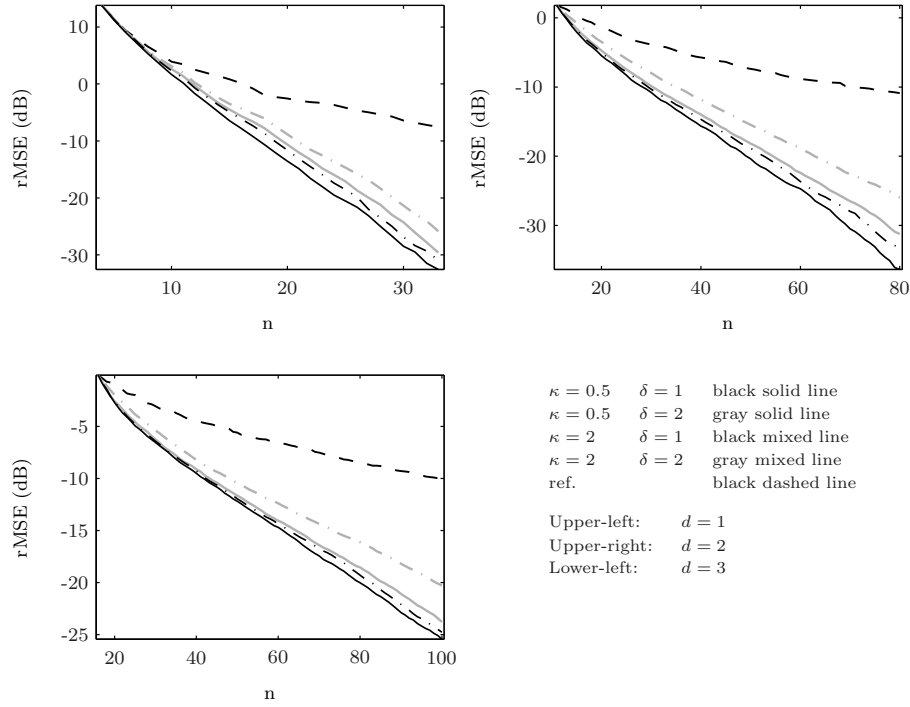 10
0
-10
-20
-30
10 20 30
n
rMSE (dB)
0
-10
-20
-30
20 40 60 80
n
rMSE (dB)
-5
-10
-15
-20
-25
20 40 60 80 100
n
rMSE (dB)
κ = 0.5 δ = 1 black solid line
κ = 0.5 δ = 2 gray solid line
κ = 2 δ = 1 black mixed line
κ = 2 δ = 2 gray mixed line
ref. black dashed line
Upper-left: d = 1
Upper-right: d = 2
Lower-left: d = 3